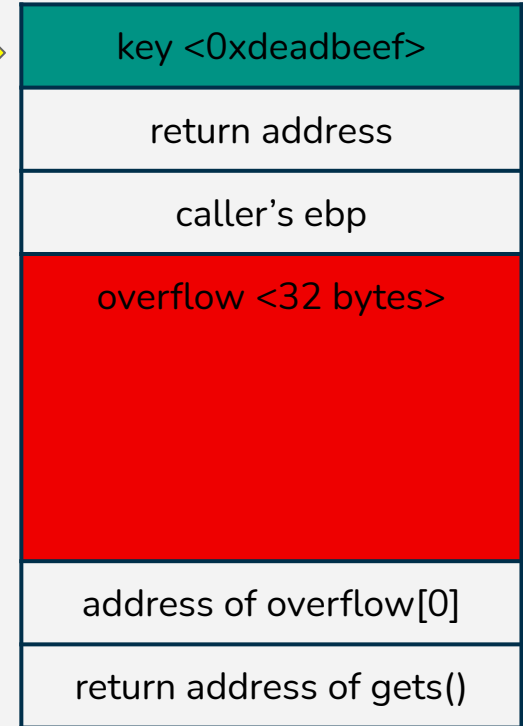 key <0xdeadbeef>
return address
caller’s ebp
overflow <32 bytes>
address of overflow[0]
return address of gets()